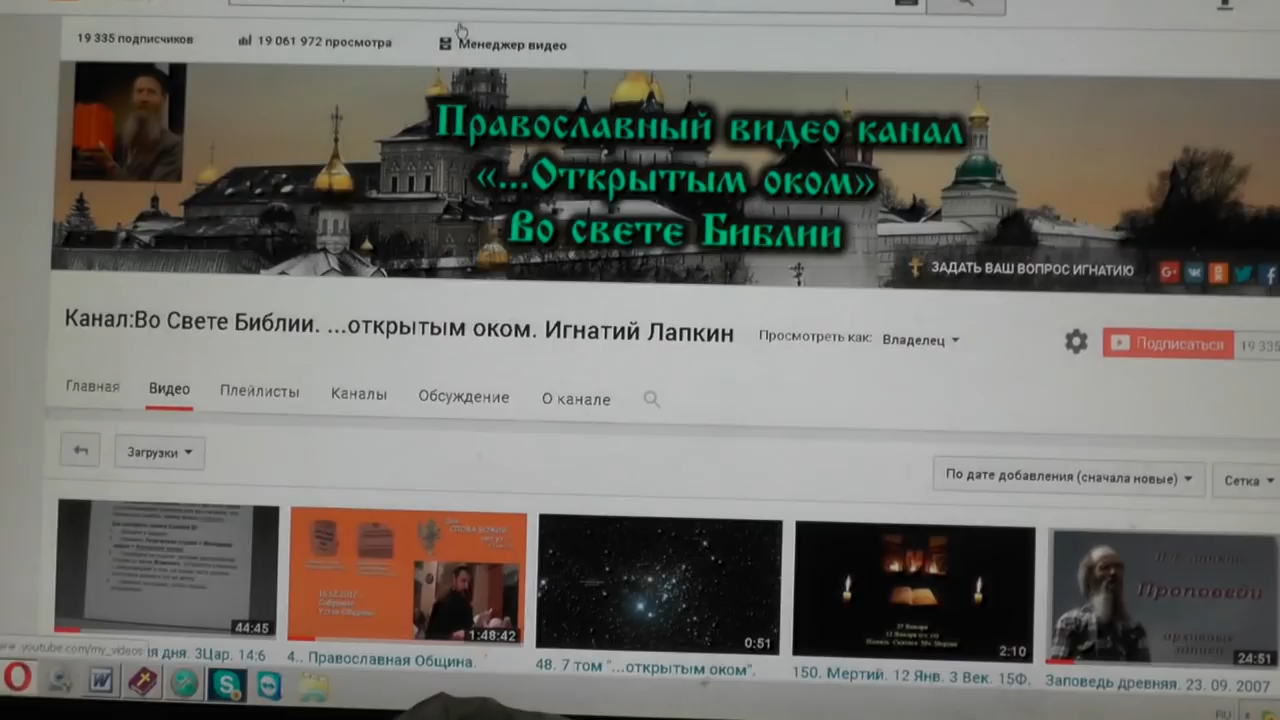 19 335 подписчиков
19 061 972 просмотра
Менеджер видео
Православный видео канал
«...Открытым оком»
Во свете Библии
ЗАДАТЬ ВАШ ВОПРОС ИГНАТИЮ
Канал:Во Свете Библии. ...открытым оком. Игнатий Лапкин
Просмотреть как: Владелец
Подписаться 19 335
Главная Видео Плейлисты Каналы Обсуждение О канале
Загрузки
По дате добавления (сначала новые)
Сетка
44:45
1:48:42
0:51
2:10
Проповеди
24:51
youtube.com/my_videos
ня дня. 3Цар. 14:6
4.. Православная Община.
48. 7 том "...открытым оком".
150. Мертий. 12 Янв. 3 Век. 15Ф.
Заповедь древняя. 23. 09. 2007
RU